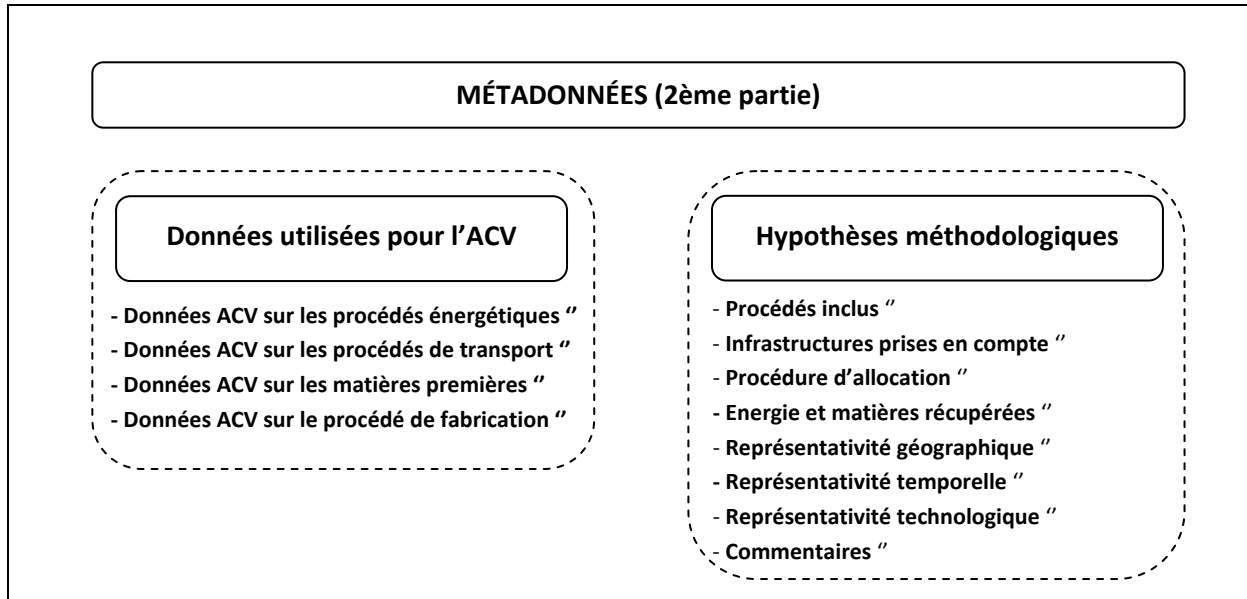 MÉTADONNÉES (2ème partie)
Données utilisées pour l’ACV
- Données ACV sur les procédés énergétiques ‘’
- Données ACV sur les procédés de transport ‘’
- Données ACV sur les matières premières ‘’
- Données ACV sur le procédé de fabrication ‘’
Hypothèses méthodologiques
- Procédés inclus ‘’
- Infrastructures prises en compte ‘’
- Procédure d’allocation ‘’
- Energie et matières récupérées ‘’
- Représentativité géographique ‘’
- Représentativité temporelle ‘’
- Représentativité technologique ‘’
- Commentaires ‘’